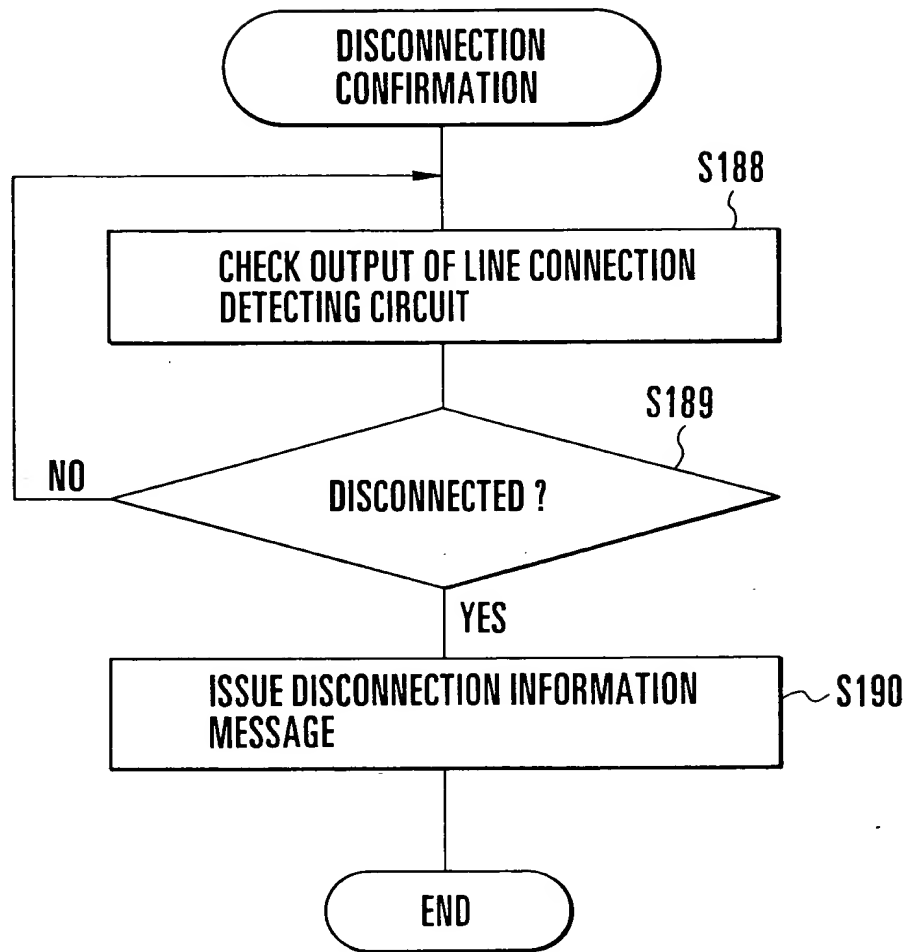 DISCONNECTION
CONFIRMATION
S188
CHECK OUTPUT OF LINE CONNECTION
DETECTING CIRCUIT
S189
NO
DISCONNECTED ?
YES
ISSUE DISCONNECTION INFORMATION
MESSAGE
S190
END